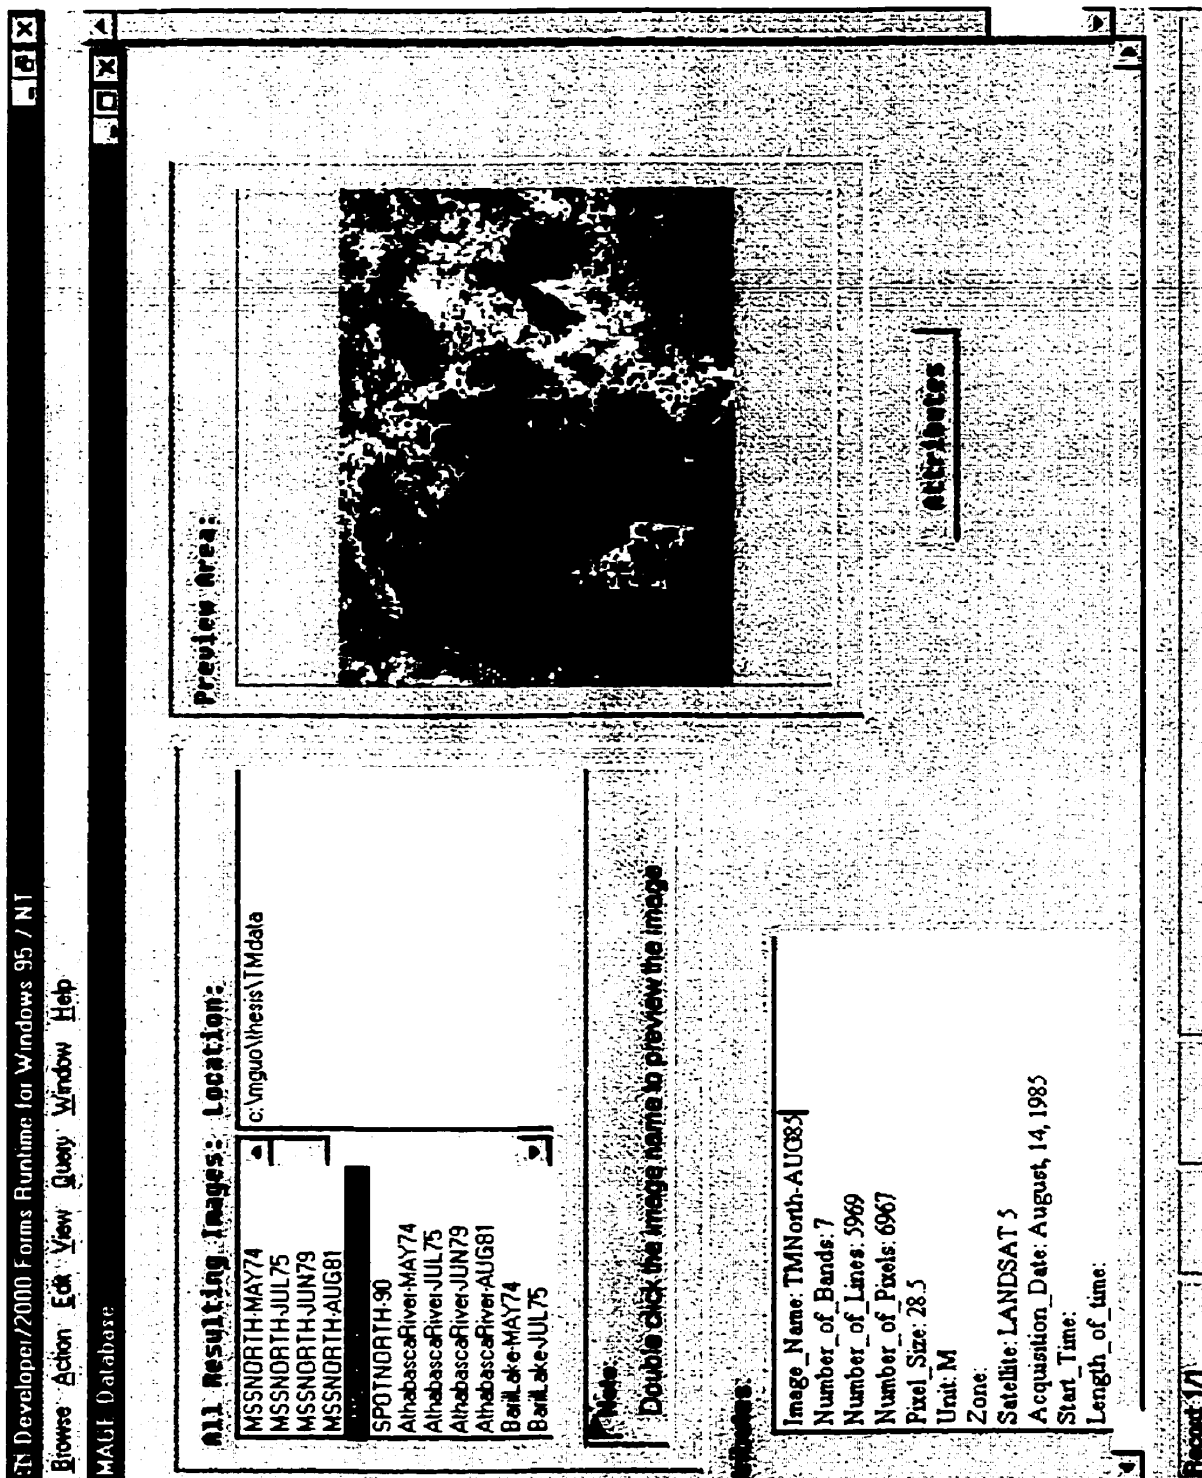 Developer/2000 Forms Runtime for Windows 95 / NT
Browse Action Edit View Query Window Help
MAGE Database
All Resulting Images: Location:
MSSNORTH-MAY74
MSSNORTH-JUL75
MSSNORTH-JUN79
MSSNORTH-AUG81
SPOTNORTH-90
AthabascaRiver-MAY74
AthabascaRiver-JUL75
AthabascaRiver-JUN79
AthabascaRiver-AUG81
BarilLake-MAY74
BarilLake-JUL75
c:\mguo\thesis\TMdata
Note:
Double click the image name to preview the image
Preview Area:
Attributes
Attributes:
Image_Name: TMNorth-AUG85
Number_of_Bands: 7
Number_of_Lines: 5969
Number_of_Pixels: 6967
Pixel_Size: 28.5
Unit: M
Zone:
Satellite: LANDSAT 5
Acquisition_Date: August, 14, 1985
Start_Time:
Length_of_time:
Record: 1/1